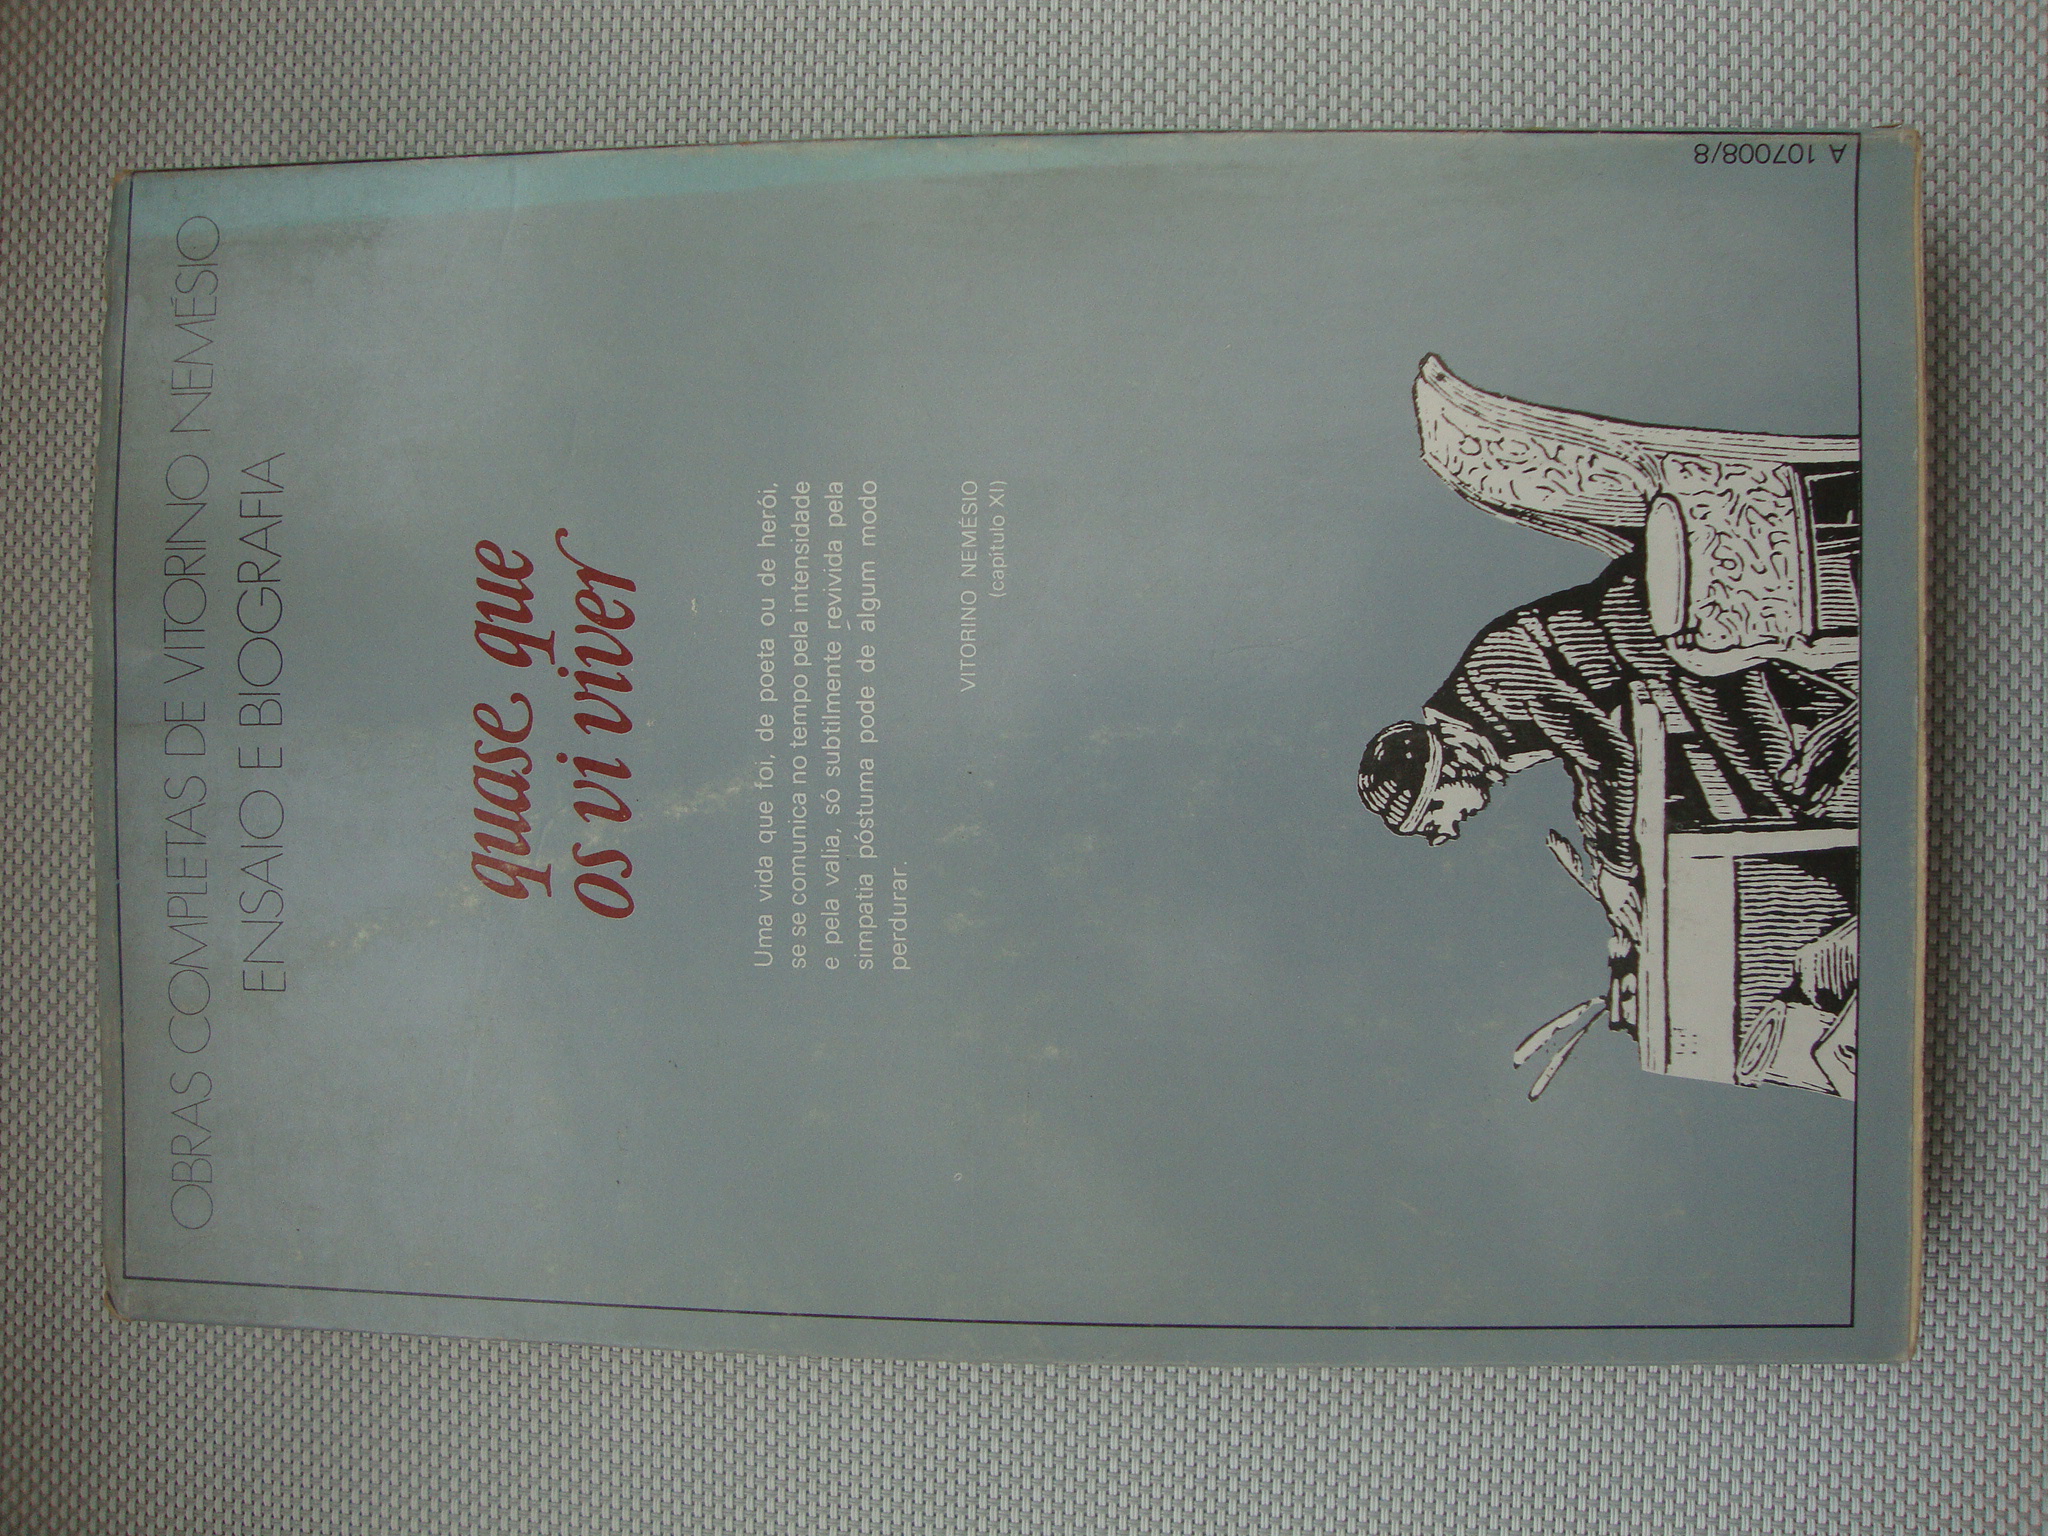 OBRAS COMPLETAS DE VITORINO NEMÉSIO
ENSAIO E BIOGRAFIA
quase que
os vi viver
Uma vida que foi, de poeta ou de herói,
se se comunica no tempo pela intensidade
e pela valia, só subtilmente revivida pela
simpatia póstuma pode de algum modo
perdurar.
VITORINO NEMÉSIO
(capítulo XI)
A 107008/8